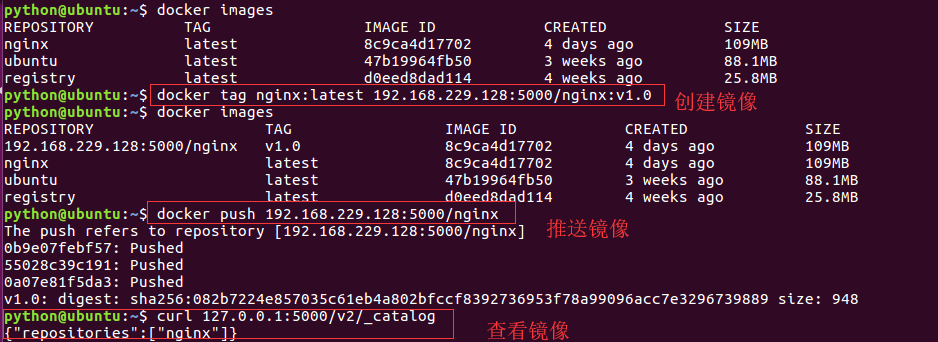 python@ubuntu:~$ docker images
REPOSITORY TAG IMAGE ID CREATED SIZE
nginx latest 8c9ca4d17702 4 days ago 109MB
ubuntu latest 47b19964fb50 3 weeks ago 88.1MB
registry latest d0eed8dad114 4 weeks ago 25.8MB
python@ubuntu:~$ docker tag nginx:latest 192.168.229.128:5000/nginx:v1.0 创建镜像
python@ubuntu:~$ docker images
REPOSITORY TAG IMAGE ID CREATED SIZE
192.168.229.128:5000/nginx v1.0 8c9ca4d17702 4 days ago 109MB
nginx latest 8c9ca4d17702 4 days ago 109MB
ubuntu latest 47b19964fb50 3 weeks ago 88.1MB
registry latest d0eed8dad114 4 weeks ago 25.8MB
python@ubuntu:~$ docker push 192.168.229.128:5000/nginx
The push refers to repository [192.168.229.128:5000/nginx] 推送镜像
0b9e07febf57: Pushed
55028c39c191: Pushed
0a07e81f5da3: Pushed
v1.0: digest: sha256:082b7224e857035c61eb4a802bfccf8392736953f78a99096acc7e3296739889 size: 948
python@ubuntu:~$ curl 127.0.0.1:5000/v2/_catalog
{"repositories":["nginx"]} 查看镜像